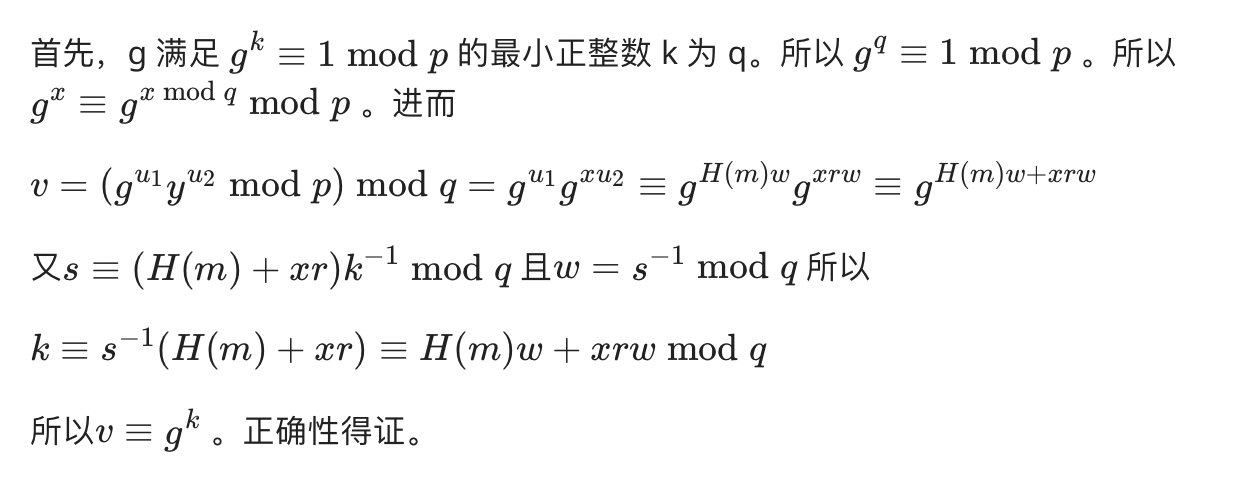 首先，g 满足 $g^k \equiv 1 \bmod p$ 的最小正整数 k 为 q。所以 $g^q \equiv 1 \bmod p$ 。所以
$g^x \equiv g^{x \bmod q} \bmod p$ 。进而
$v = (g^{u_1} y^{u_2} \bmod p) \bmod q = g^{u_1} g^{xu_2} \equiv g^{H(m)w} g^{xrw} \equiv g^{H(m)w+xrw}$
又$s \equiv (H(m) + xr)k^{-1} \bmod q$ 且$w = s^{-1} \bmod q$ 所以
$k \equiv s^{-1}(H(m) + xr) \equiv H(m)w + xrw \bmod q$
所以$v \equiv g^k$ 。正确性得证。